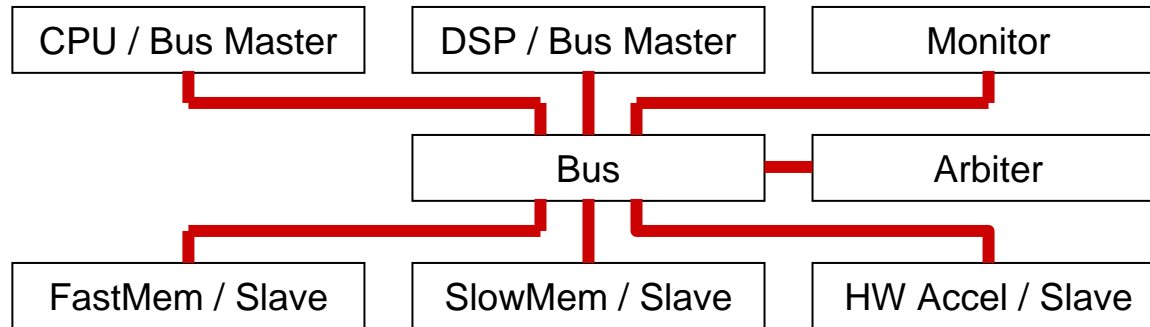 CPU / Bus Master
DSP / Bus Master
Monitor
Bus
Arbiter
FastMem / Slave
SlowMem / Slave
HW Accel / Slave